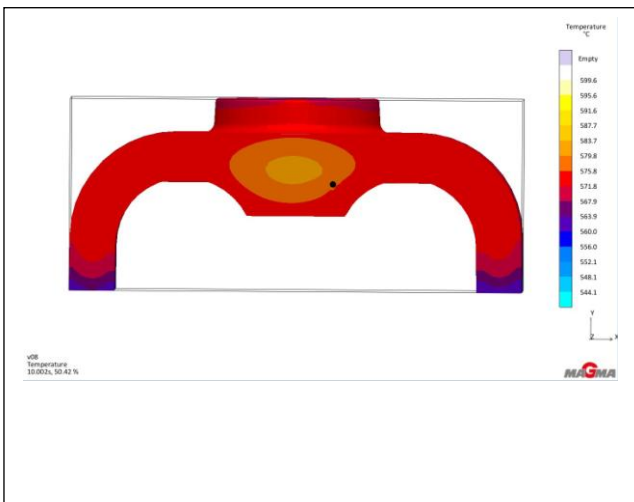 Temperature
°C
Empty
599.6
595.6
591.6
587.7
583.7
579.8
575.8
571.8
567.9
563.9
560.0
556.0
552.1
548.1
544.1
Y
Z X
v08
Temperature
10.002s, 50.42 %
MAGMA